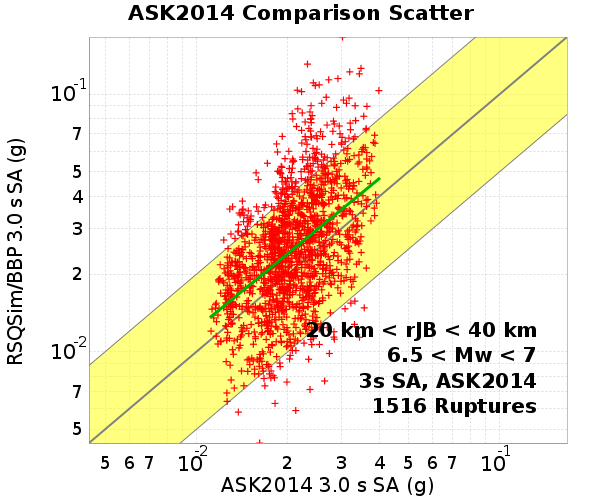 ASK2014 Comparison Scatter
RSQSim/BBP 3.0 s SA (g)
10-1
7
5
4
3
2
10-2
7
5
20 km < rJB < 40 km
6.5 < Mw < 7
3s SA, ASK2014
1516 Ruptures
5 6 7 10-2 2 3 4 5 6 7 10-1
ASK2014 3.0 s SA (g)